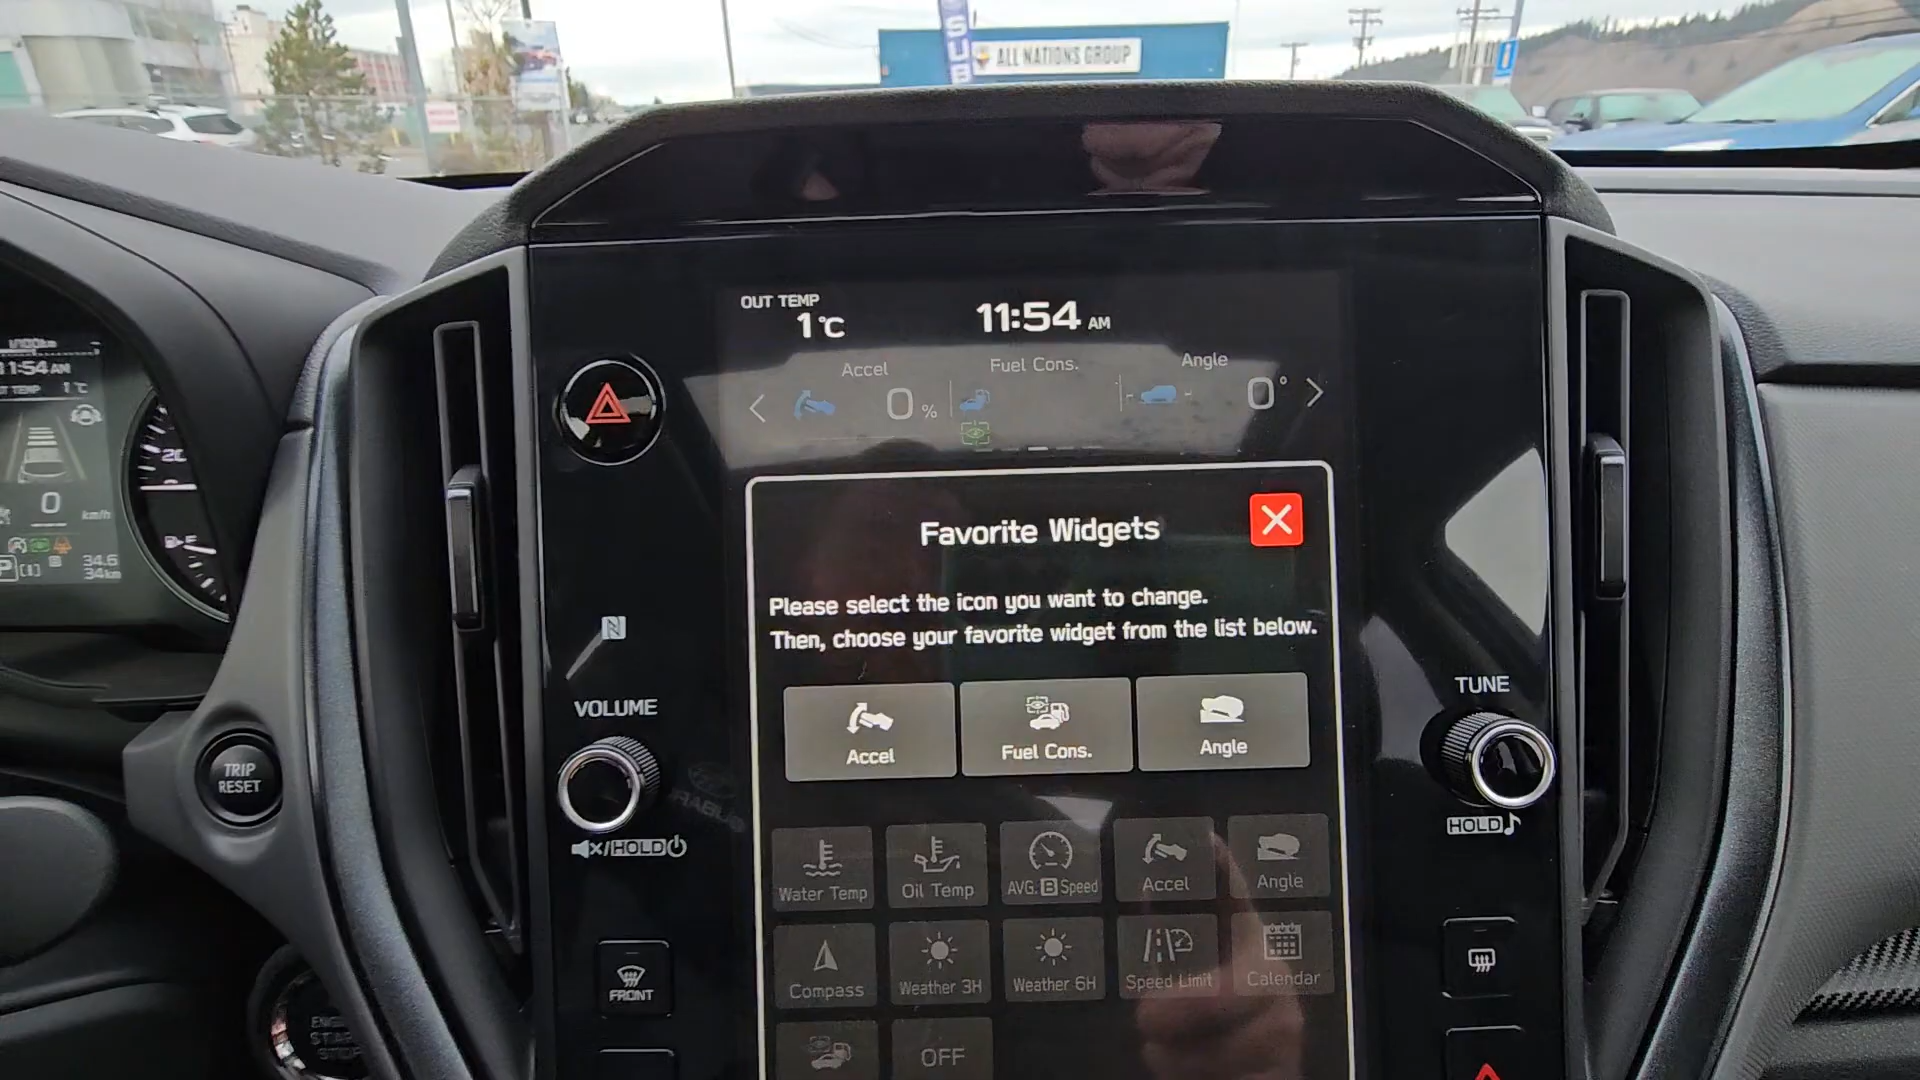 SUB
ALL NATIONS GROUP
OUT TEMP
1°C
11:54 AM
Accel
0 %
Fuel Cons.
Angle
0°
Favorite Widgets
Please select the icon you want to change.
Then, choose your favorite widget from the list below.
Accel
Fuel Cons.
Angle
Water Temp
Oil Temp
AVG. B Speed
Accel
Angle
Compass
Weather 3H
Weather 6H
Speed Limit
Calendar
OFF
VOLUME
HOLD
FRONT
TUNE
HOLD
TRIP
RESET
11:54 AM
1°C
20
0
km/h
34.6
34km
P
F